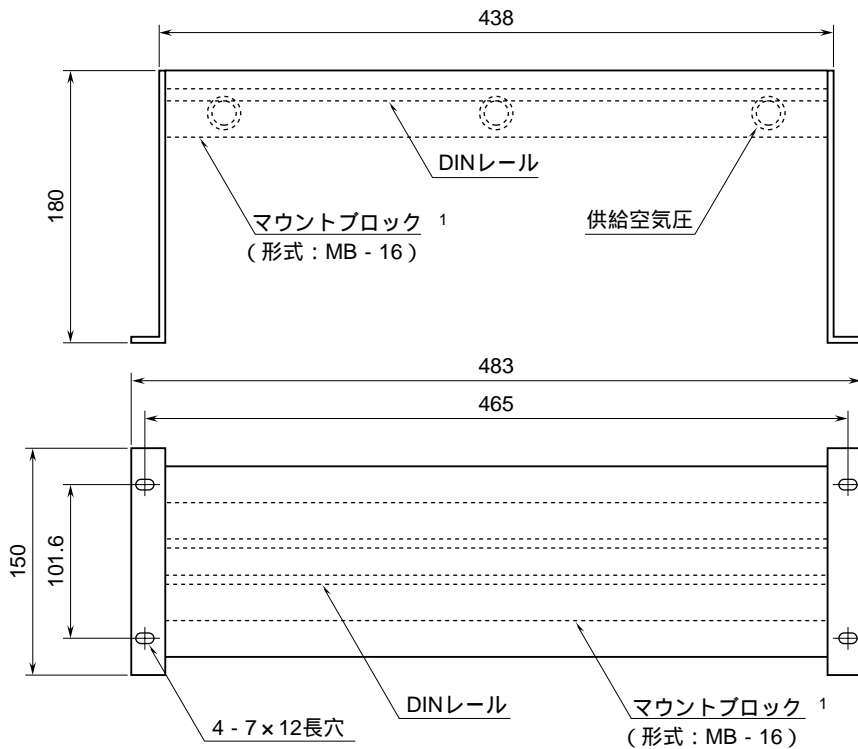 438
DINレール
180
マウントブロック 1
（形式：MB - 16）
供給空気圧
483
465
150
101.6
DINレール
マウントブロック 1
（形式：MB - 16）
4 - 7×12長穴